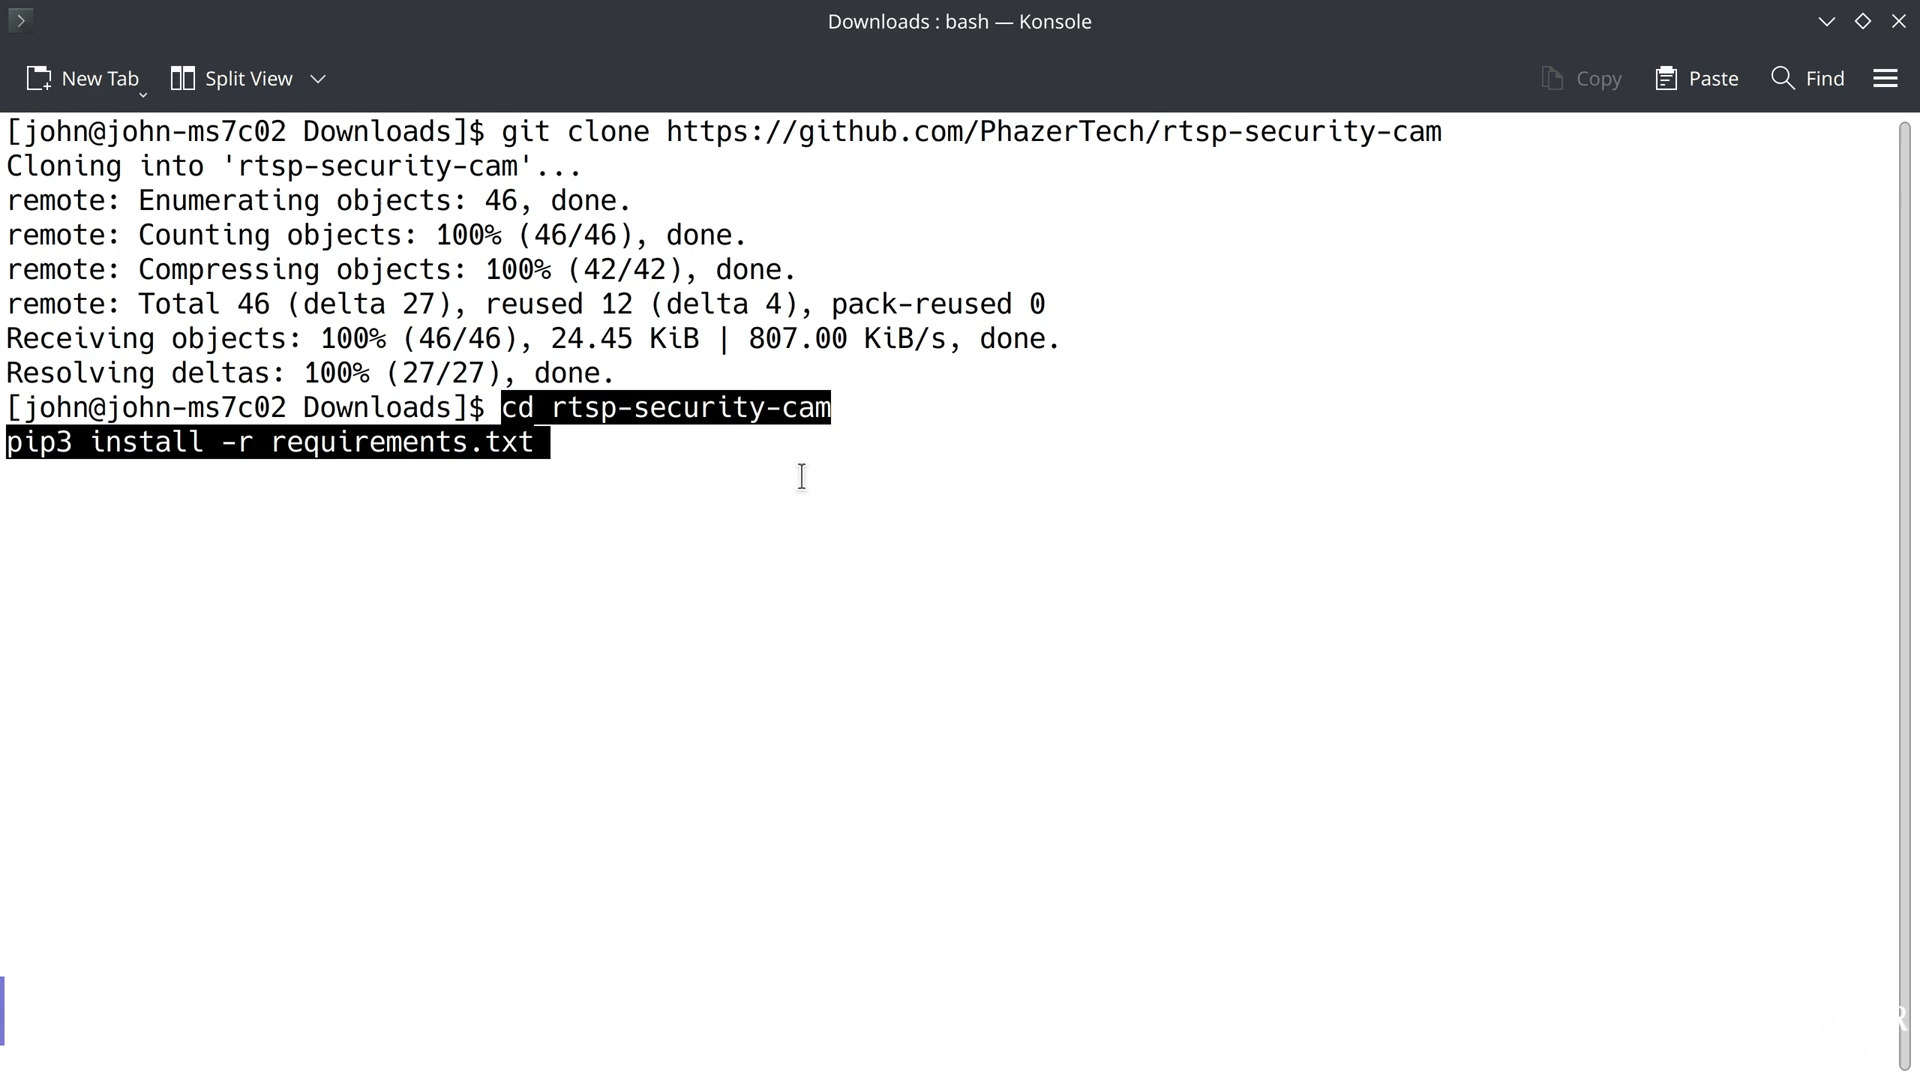 Downloads : bash — Konsole
New Tab Split View Copy Paste Find
[john@john-ms7c02 Downloads]$ git clone https://github.com/PhazerTech/rtsp-security-cam
Cloning into 'rtsp-security-cam'...
remote: Enumerating objects: 46, done.
remote: Counting objects: 100% (46/46), done.
remote: Compressing objects: 100% (42/42), done.
remote: Total 46 (delta 27), reused 12 (delta 4), pack-reused 0
Receiving objects: 100% (46/46), 24.45 KiB | 807.00 KiB/s, done.
Resolving deltas: 100% (27/27), done.
[john@john-ms7c02 Downloads]$ cd rtsp-security-cam
pip3 install -r requirements.txt